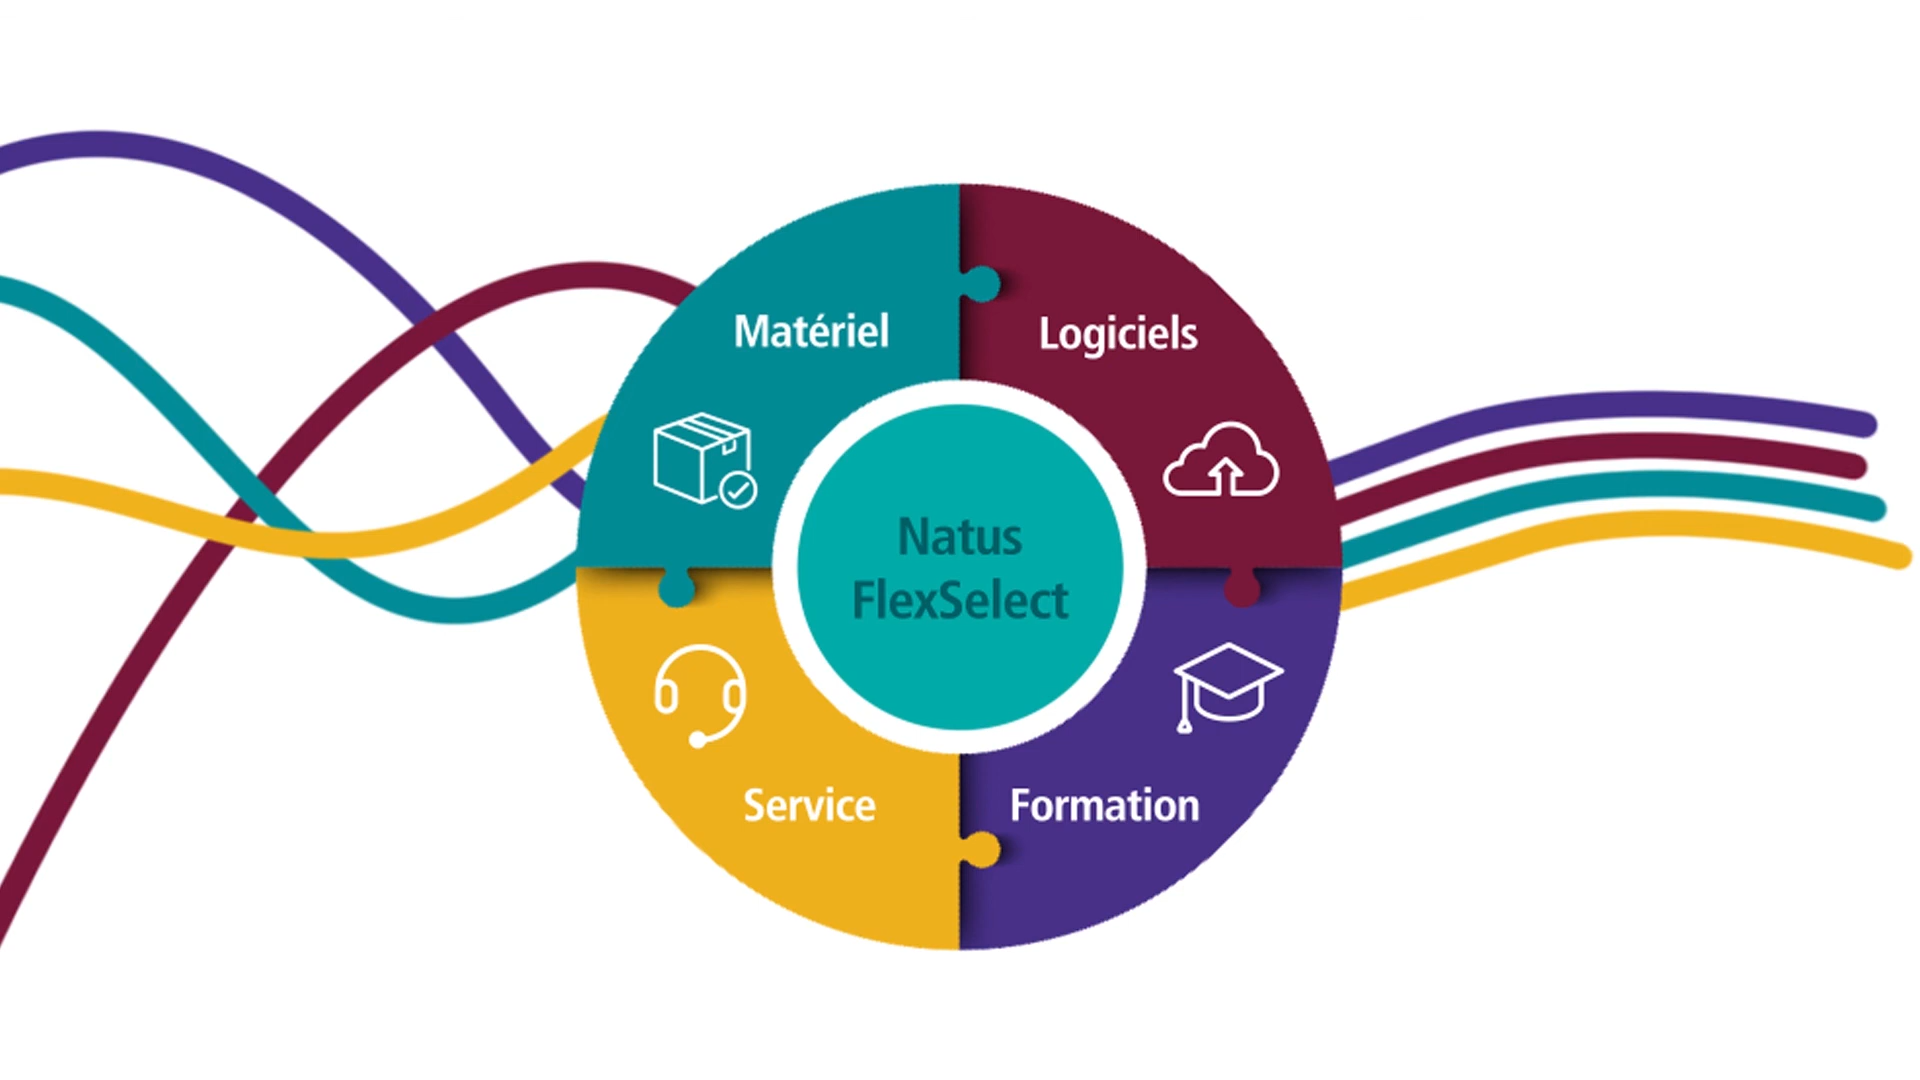 Matériel
Logiciels
Natus
FlexSelect
Service
Formation